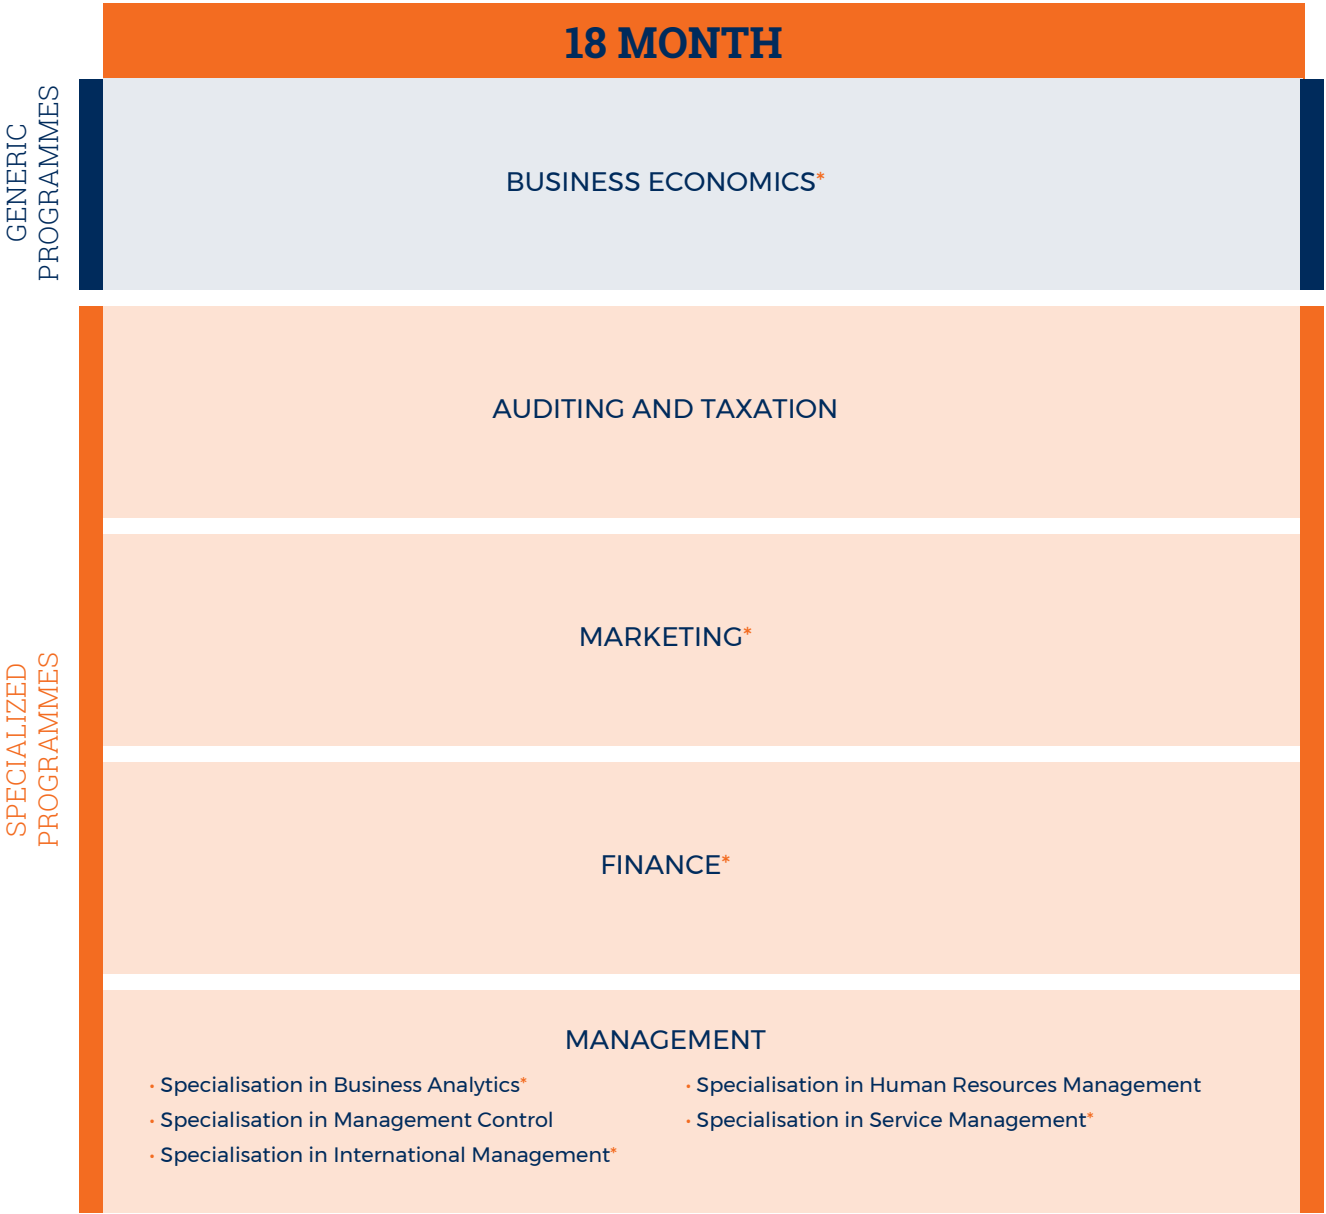 18 MONTH
GENERIC
PROGRAMMES
BUSINESS ECONOMICS*
SPECIALIZED
PROGRAMMES
AUDITING AND TAXATION
MARKETING*
FINANCE*
MANAGEMENT
· Specialisation in Business Analytics*
· Specialisation in Management Control
· Specialisation in International Management*
· Specialisation in Human Resources Management
· Specialisation in Service Management*